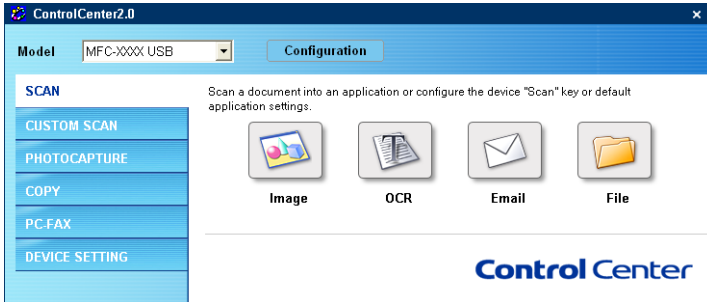 ControlCenter2.0
Model MFC-XXXX USB Configuration
SCAN
CUSTOM SCAN
PHOTOCAPTURE
COPY
PC-FAX
DEVICE SETTING
Scan a document into an application or configure the device "Scan" key or default
application settings.
Image OCR Email File
Control Center